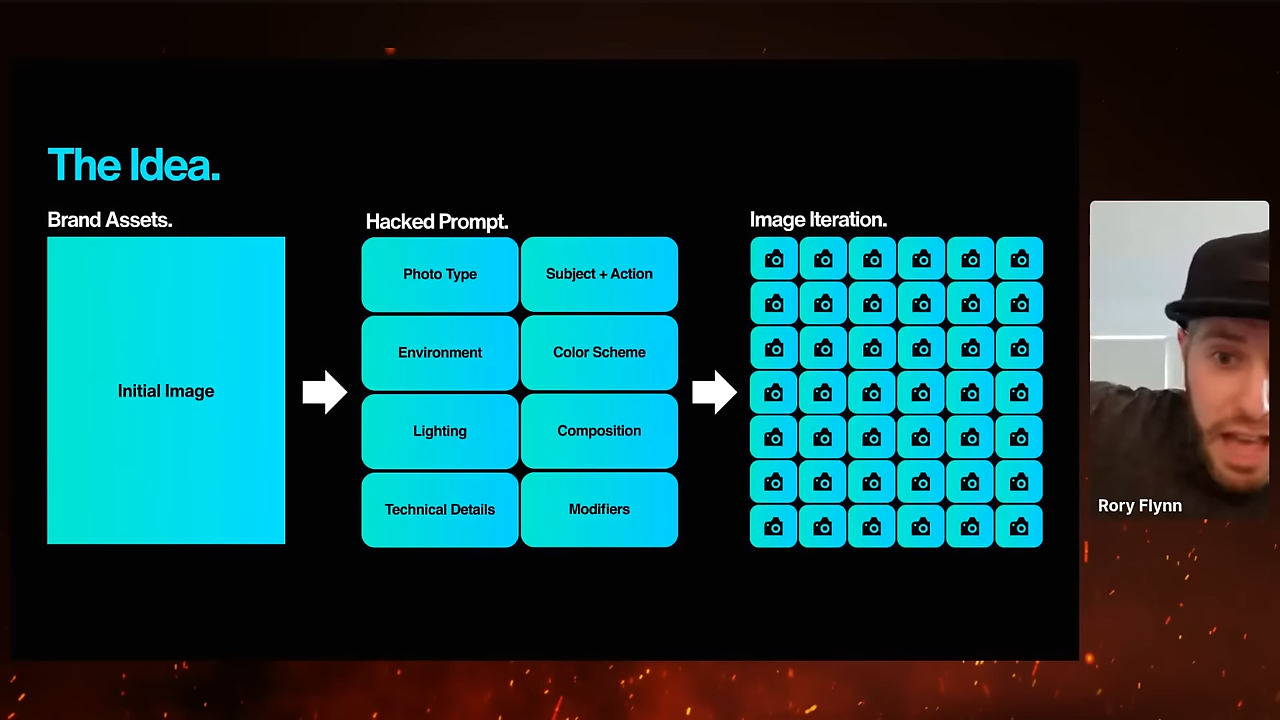 The Idea.
Brand Assets.
Initial Image
Hacked Prompt.
Photo Type
Subject + Action
Environment
Color Scheme
Lighting
Composition
Technical Details
Modifiers
Image Iteration.
Rory Flynn